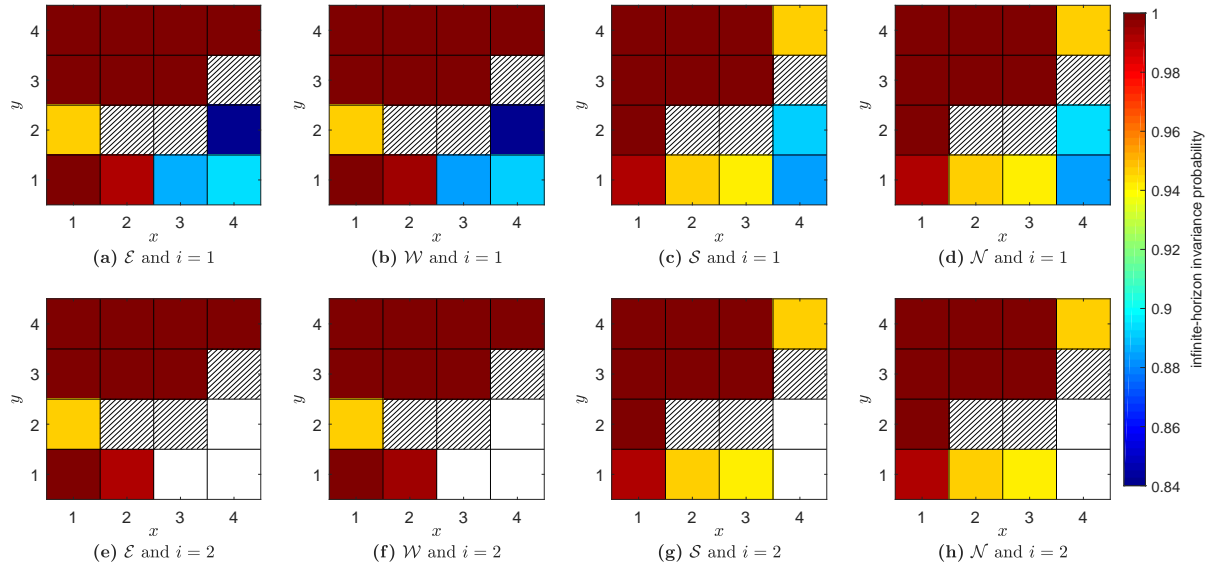 4
3
2
1
y
1 2 3 4
x
(a) ℰ and i = 1
4
3
2
1
y
1 2 3 4
x
(b) 𝒲 and i = 1
4
3
2
1
y
1 2 3 4
x
(c) 𝒮 and i = 1
4
3
2
1
y
1 2 3 4
x
(d) 𝒩 and i = 1
1
0.98
0.96
0.94
0.92
0.9
0.88
0.86
0.84
infinite-horizon invariance probability
4
3
2
1
y
1 2 3 4
x
(e) ℰ and i = 2
4
3
2
1
y
1 2 3 4
x
(f) 𝒲 and i = 2
4
3
2
1
y
1 2 3 4
x
(g) 𝒮 and i = 2
4
3
2
1
y
1 2 3 4
x
(h) 𝒩 and i = 2